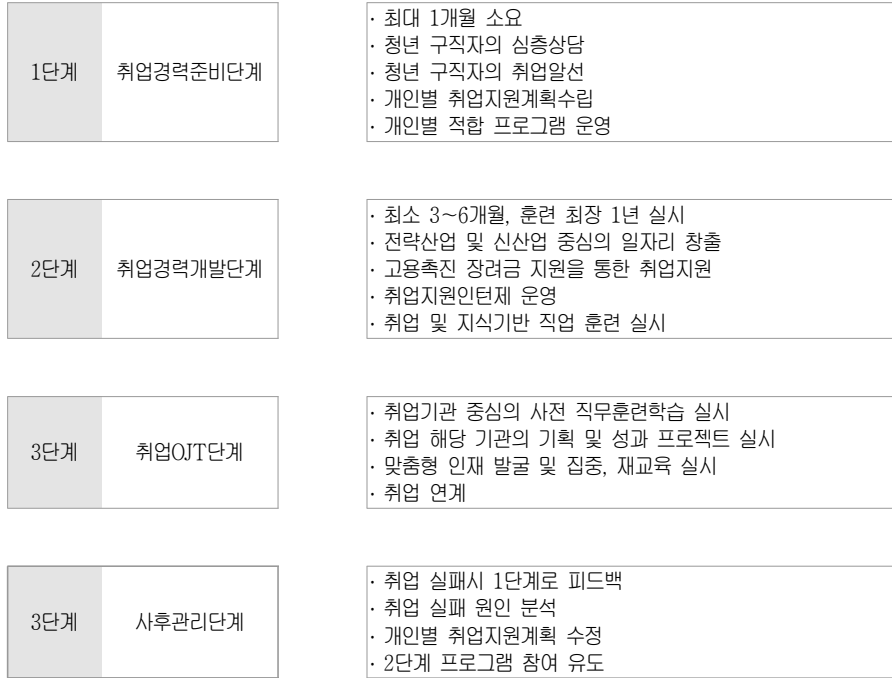 1단계 취업경력준비단계
· 최대 1개월 소요
· 청년 구직자의 심층상담
· 청년 구직자의 취업알선
· 개인별 취업지원계획수립
· 개인별 적합 프로그램 운영
2단계 취업경력개발단계
· 최소 3~6개월, 훈련 최장 1년 실시
· 전략산업 및 신산업 중심의 일자리 창출
· 고용촉진 장려금 지원을 통한 취업지원
· 취업지원인턴제 운영
· 취업 및 지식기반 직업 훈련 실시
3단계 취업OJT단계
· 취업기관 중심의 사전 직무훈련학습 실시
· 취업 해당 기관의 기획 및 성과 프로젝트 실시
· 맞춤형 인재 발굴 및 집중, 재교육 실시
· 취업 연계
3단계 사후관리단계
· 취업 실패시 1단계로 피드백
· 취업 실패 원인 분석
· 개인별 취업지원계획 수정
· 2단계 프로그램 참여 유도